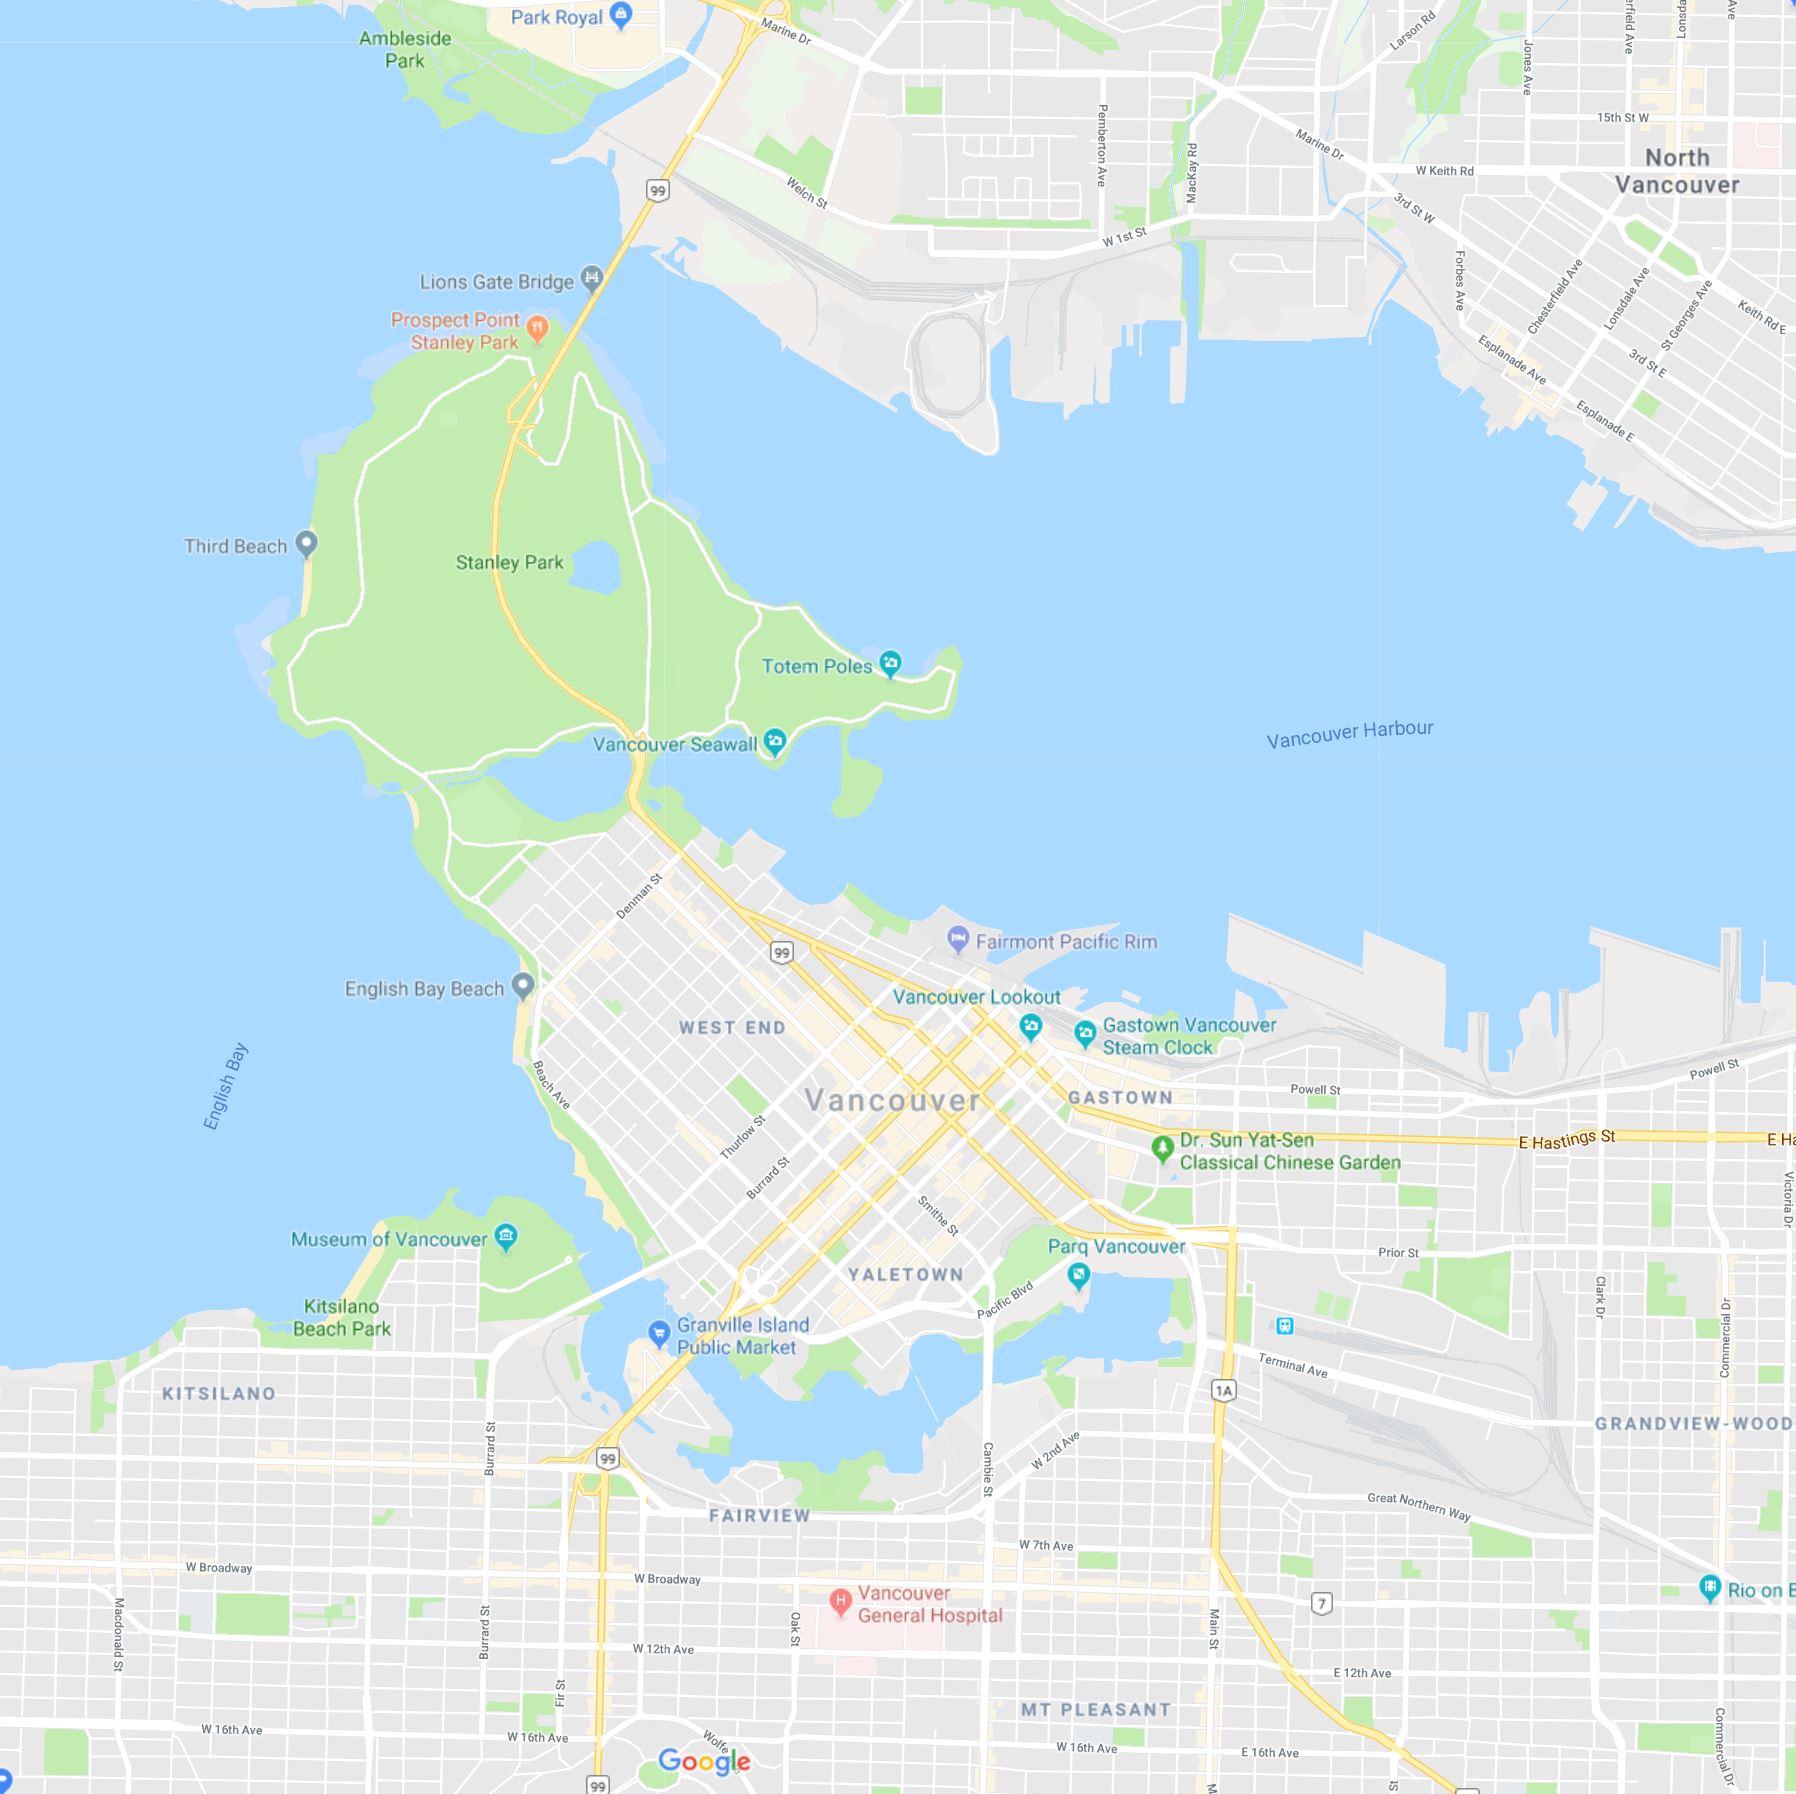 Park Royal
Ambleside
Park
Marine Dr
Larson Rd
Jones Ave
Pemberton Ave
15th St W
Marine Dr
W Keith Rd
North
Vancouver
MacKay Rd
99
Welch St
3rd St W
W 1st St
Forbes Ave
Chesterfield Ave
Lonsdale Ave
St Georges Ave
Keith Rd E
Lions Gate Bridge
Prospect Point
Stanley Park
Esplanade Ave
3rd St E
Esplanade E
Third Beach
Stanley Park
Totem Poles
Vancouver Seawall
Vancouver Harbour
Denman St
99
Fairmont Pacific Rim
English Bay Beach
Vancouver Lookout
WEST END
Gastown Vancouver
Steam Clock
English Bay
Beach Ave
Powell St
Powell St
Vancouver
GASTOWN
Thurlow St
E Hastings St
E Ha
Dr. Sun Yat-Sen
Classical Chinese Garden
Burrard St
Smithe St
Victoria Dr
Museum of Vancouver
Parq Vancouver
Prior St
YALETOWN
Pacific Blvd
Clark Dr
Commercial Dr
Kitsilano
Beach Park
Granville Island
Public Market
Terminal Ave
KITSILANO
1A
GRANDVIEW-WOOD
Burrard St
99
Cambie St
W 2nd Ave
Great Northern Way
FAIRVIEW
W 7th Ave
W Broadway
W Broadway
Vancouver
General Hospital
7
Rio on B
Macdonald St
Burrard St
Oak St
Main St
W 12th Ave
E 12th Ave
Fir St
MT PLEASANT
W 16th Ave
W 16th Ave
Wolfe
W 16th Ave
E 16th Ave
Commercial Dr
Google
99
St